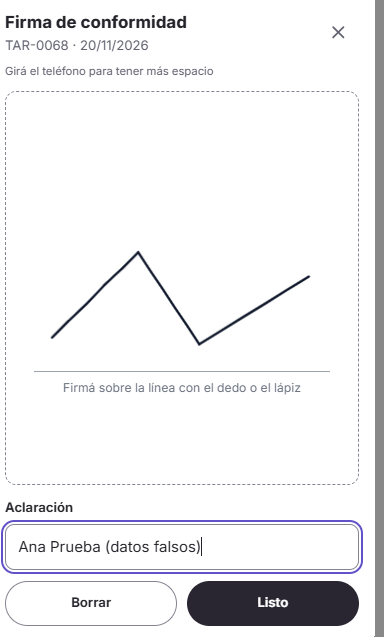 Firma de conformidad
TAR-0068 · 20/11/2026
Girá el teléfono para tener más espacio
Firmá sobre la línea con el dedo o el lápiz
Aclaración
Ana Prueba (datos falsos)
Borrar
Listo